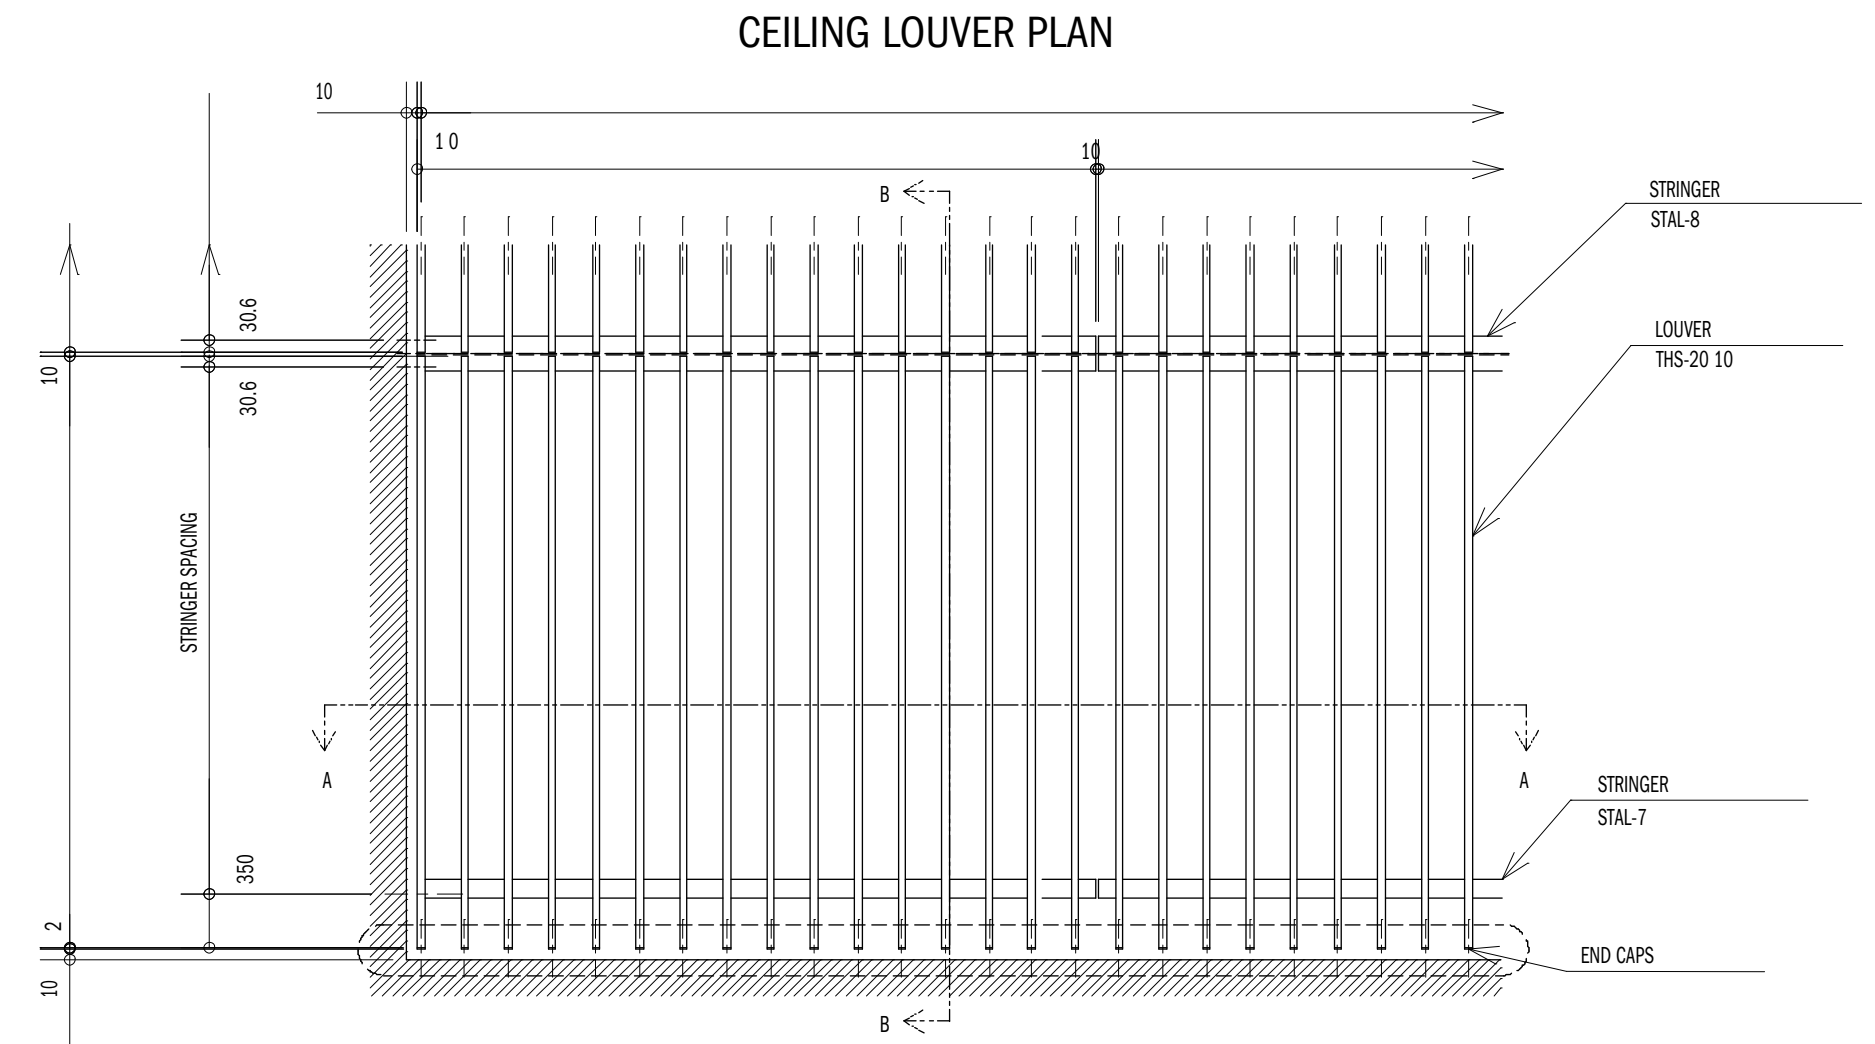 CEILING LOUVER PLAN
10
1 0
10
B
STRINGER
STAL-8
30.6
LOUVER
THS-20 10
10
30.6
STRINGER SPACING
A
A
STRINGER
STAL-7
350
2
END CAPS
10
B